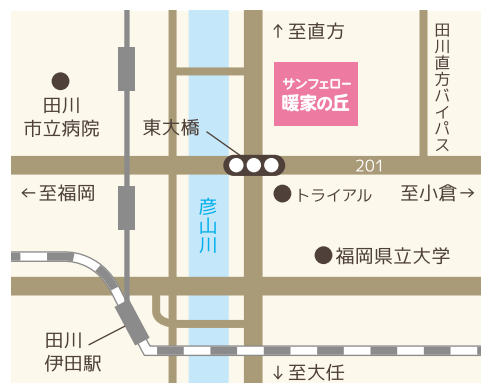 ↑至直方
田川直方バイパス
サンフェロー
暖家の丘
田川
市立病院
東大橋
201
←至福岡
トライアル
至小倉→
彦山川
福岡県立大学
田川
伊田駅
↓至大任